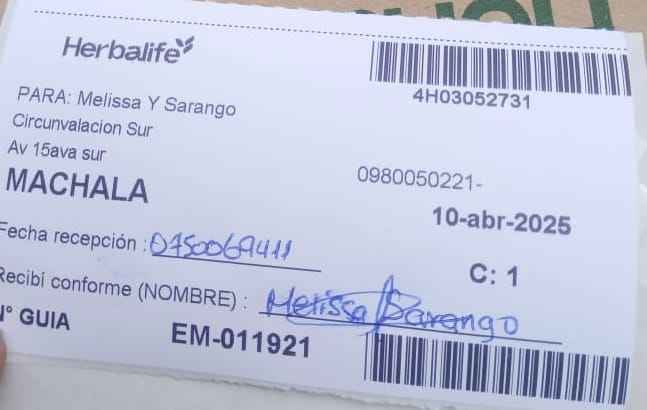 Herbalife
4H03052731
PARA: Melissa Y Sarango
Circunvalacion Sur
Av 15ava sur
MACHALA
0980050221-
10-abr-2025
Fecha recepción : 0750069411
C: 1
Recibi conforme (NOMBRE) : Melissa Sarango
N° GUIA
EM-011921